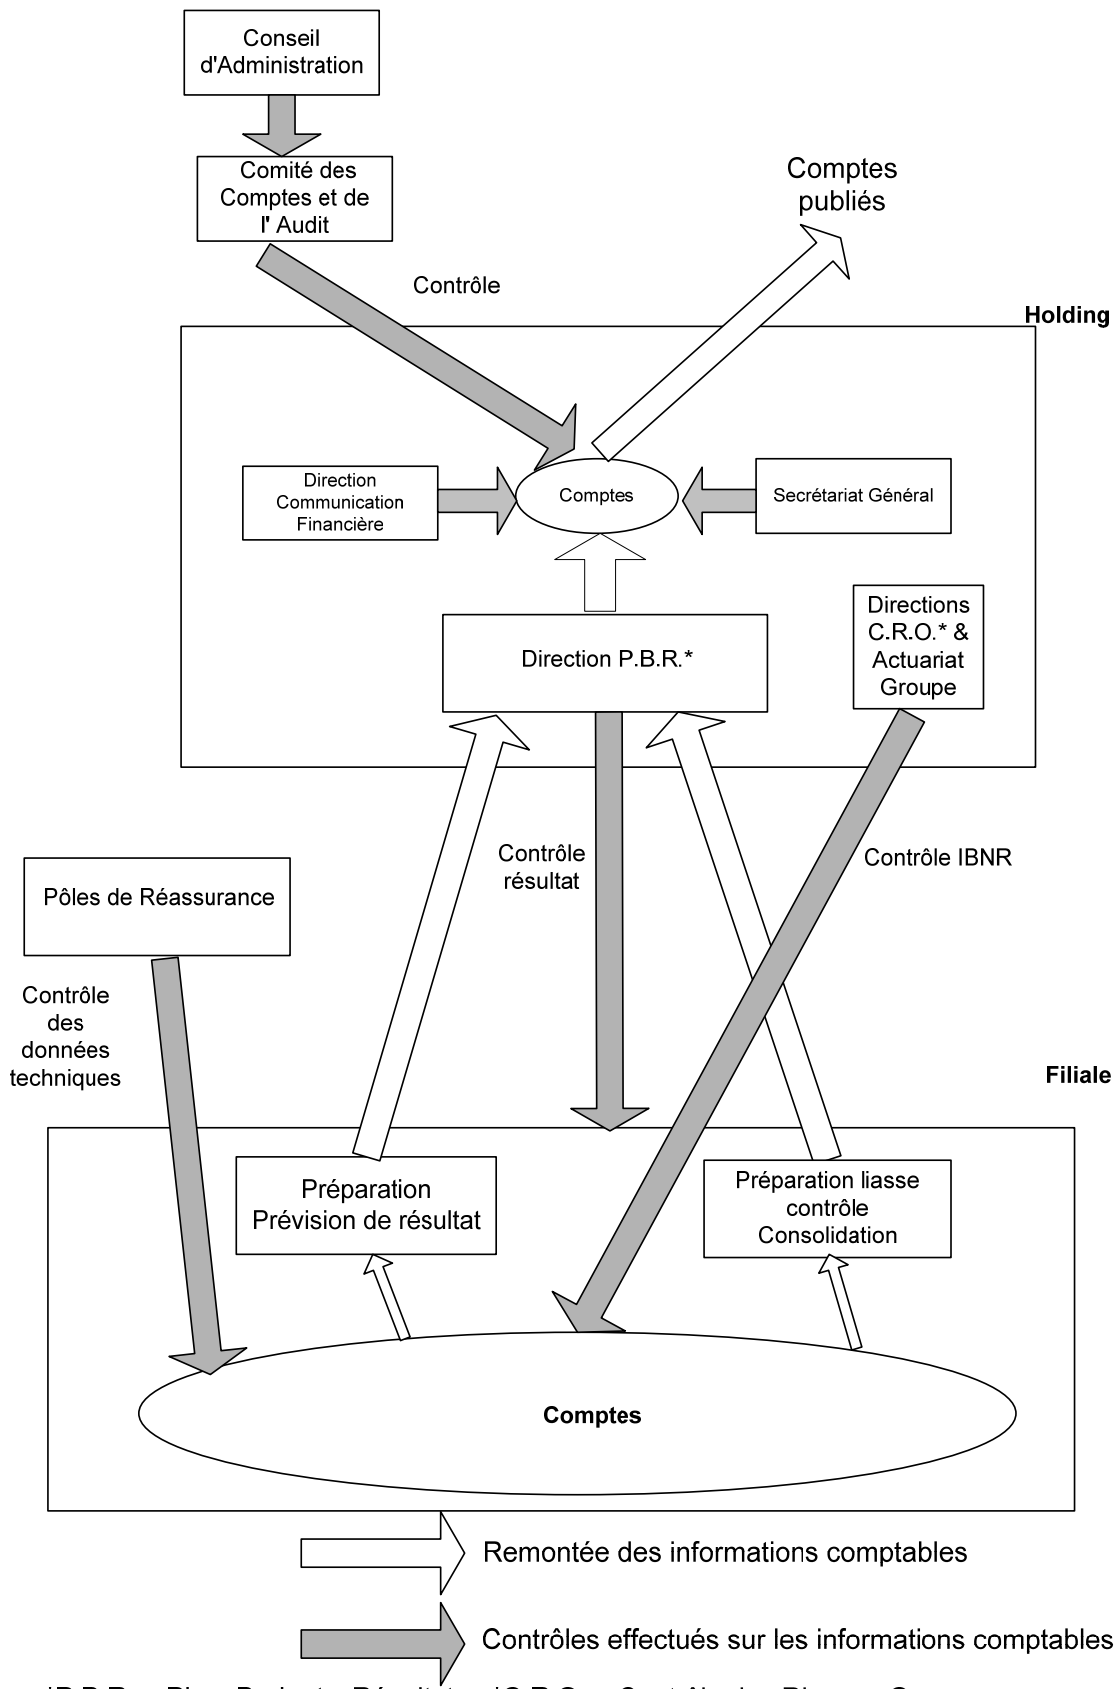 Conseil
d'Administration
Comité des
Comptes et de
l' Audit
Comptes
publiés
Contrôle
Holding
Direction
Communication
Financière
Comptes
Secrétariat Général
Directions
C.R.O.* &
Actuariat
Groupe
Direction P.B.R.*
Contrôle
résultat
Contrôle IBNR
Pôles de Réassurance
Contrôle
des
données
techniques
Filiale
Préparation
Prévision de résultat
Préparation liasse
contrôle
Consolidation
Comptes
Remontée des informations comptables
Contrôles effectués sur les informations comptables